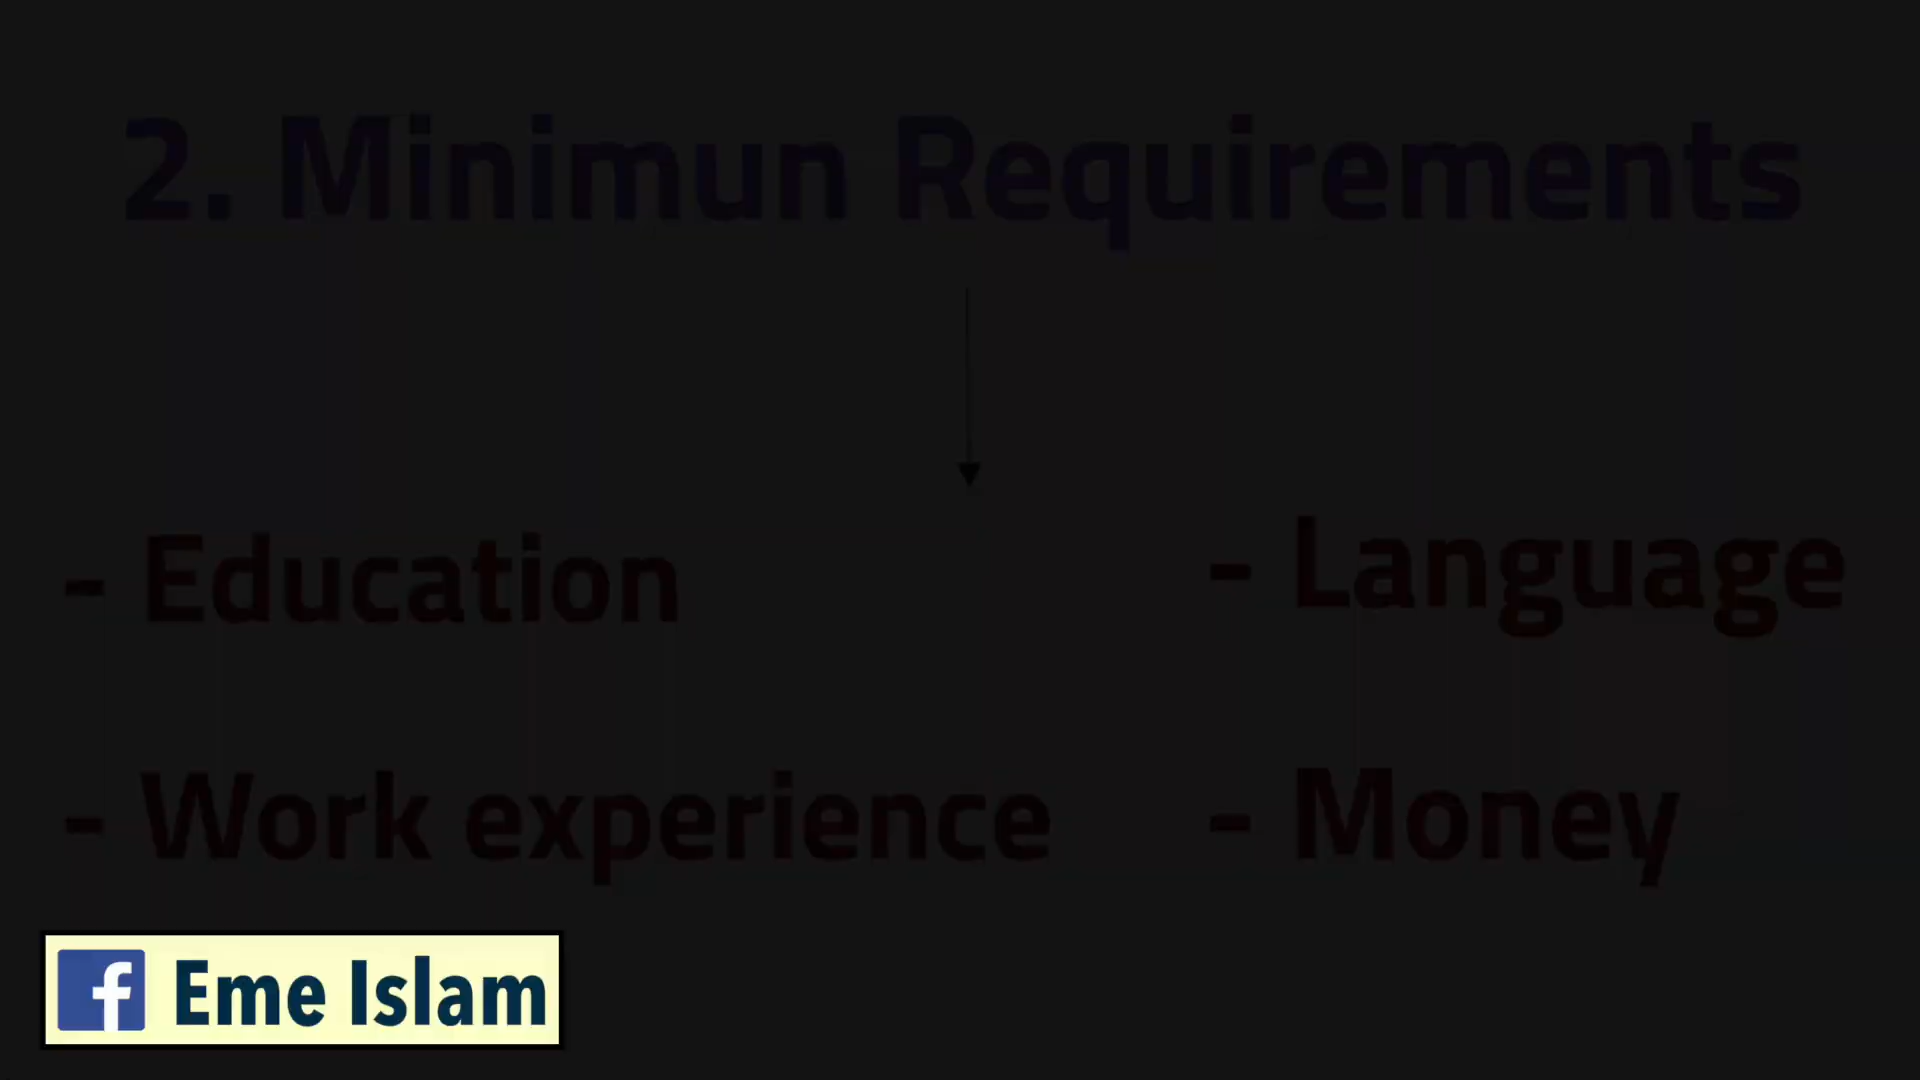 2. Minimun Requirements
- Education
- Language
- Work experience
- Money
f Eme Islam